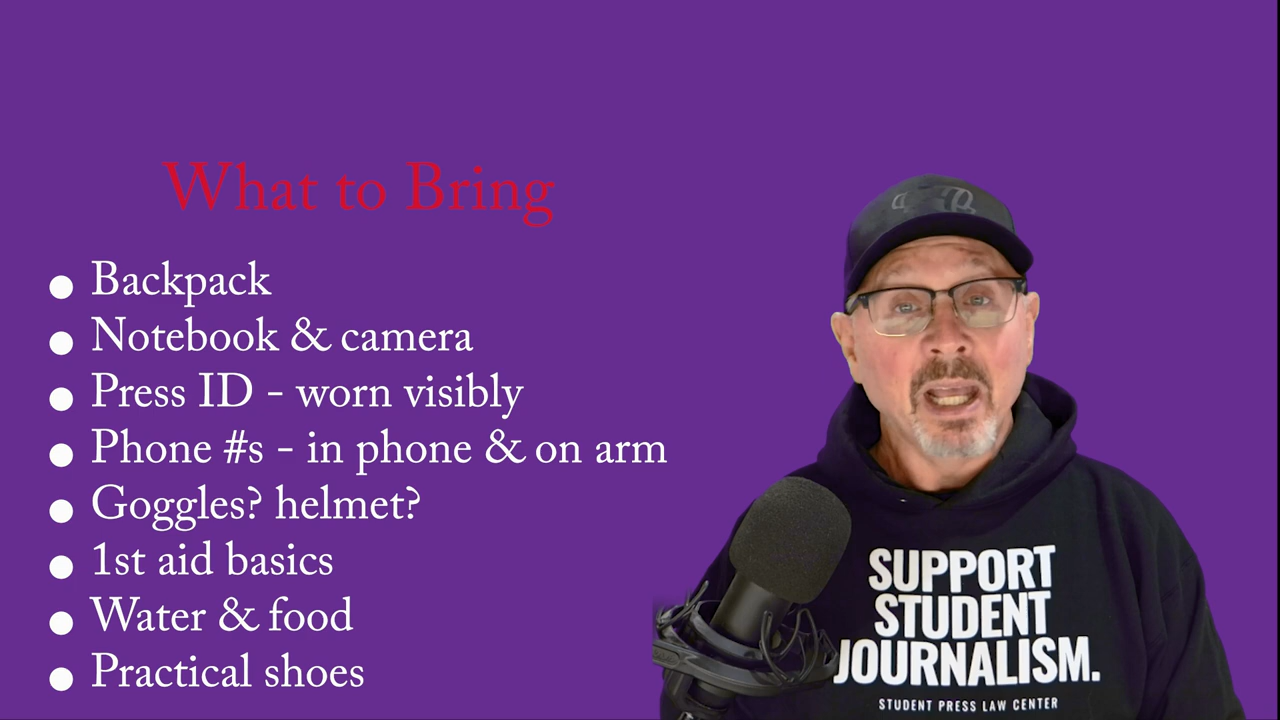 What to Bring
Backpack
Notebook & camera
Press ID - worn visibly
Phone #s - in phone & on arm
Goggles? helmet?
1st aid basics
Water & food
Practical shoes
SUPPORT
STUDENT
JOURNALISM.
STUDENT PRESS LAW CENTER